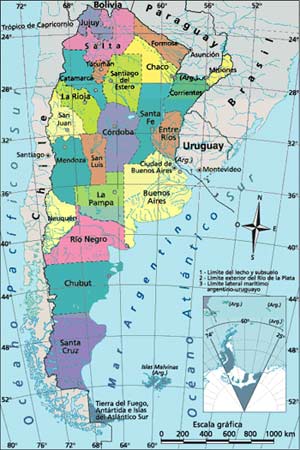 80° 76° 72° 68° 64° 60° 56° 52°
Bolivia
Paraguay
Trópico de Capricornio
Jujuy
Salta
Formosa
Asunción
Brasil
Tucumán
Chaco
Misiones
Catamarca
Santiago
del
Estero
(Arg.)
Corrientes
28°
La Rioja
Santa
Fe
San
Juan
Córdoba
Entre
Ríos
32°
Uruguay
Santiago
Mendoza
San
Luis
Ciudad de
Buenos Aires
(Arg.)
Montevideo
Chile
36°
La
Pampa
Buenos
Aires
Neuquén
Río Negro
40°
1 - Límite del lecho y subsuelo
2 - Límite exterior del Río de la Plata
3 - Límite lateral marítimo
argentino-uruguayo
Chubut
44°
Océano Pacífico Sur
Mar Argentino
Océano Atlántico Sur
(Arg.)
(Arg.)
60°
48°
Santa
Cruz
Islas Malvinas
(Arg.)
52°
Tierra del Fuego,
Antártida e Islas
del Atlántico Sur
Escala gráfica
0 200 400 600 800 1000 km
72° 68° 64°